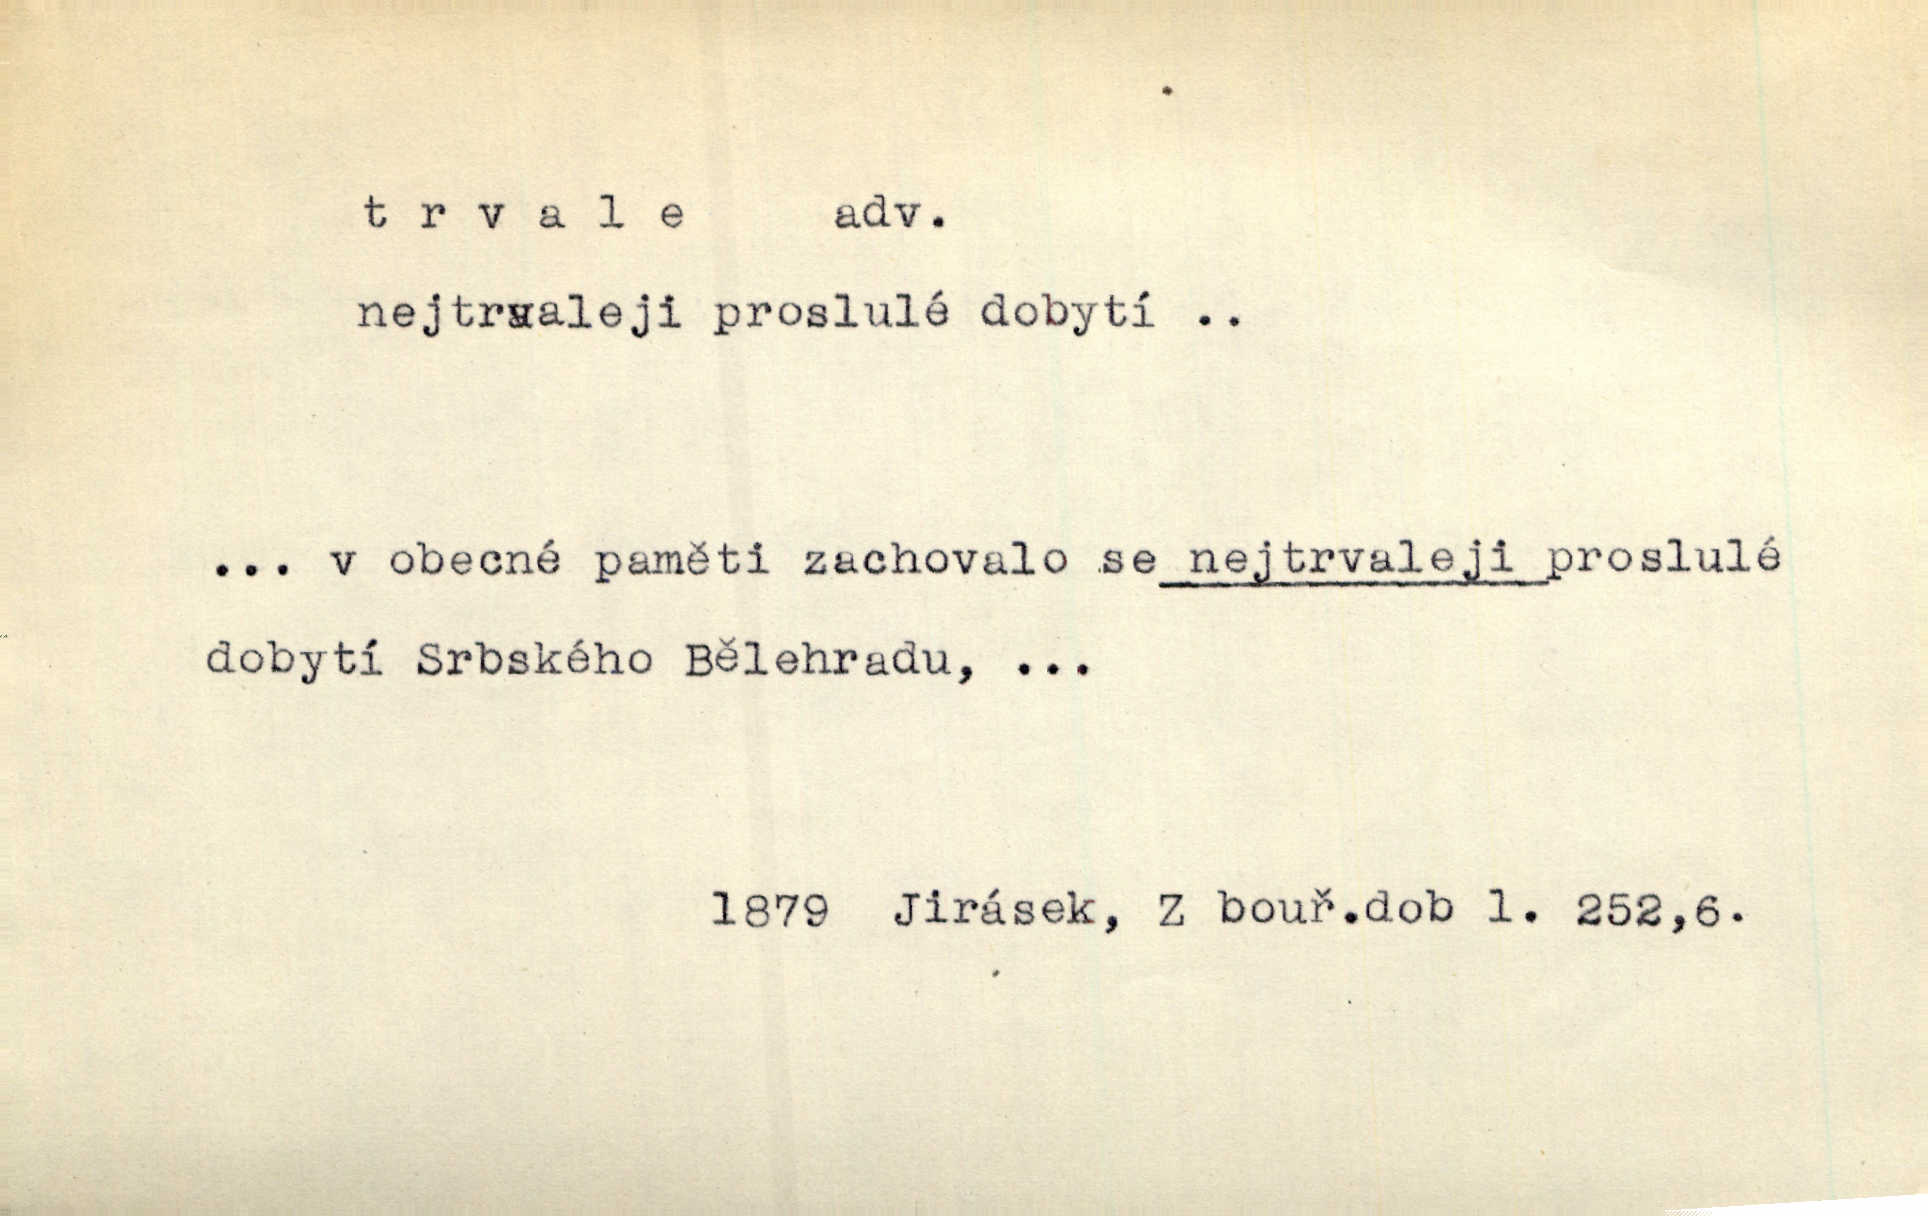 t r v a l e adv.
nejtrvaleji proslulé dobytí ..
... v obecné paměti zachovalo se nejtrvaleji proslulé
dobytí Srbského Bělehradu, ...
1879 Jirásek, Z bouř.dob l. 252,6.